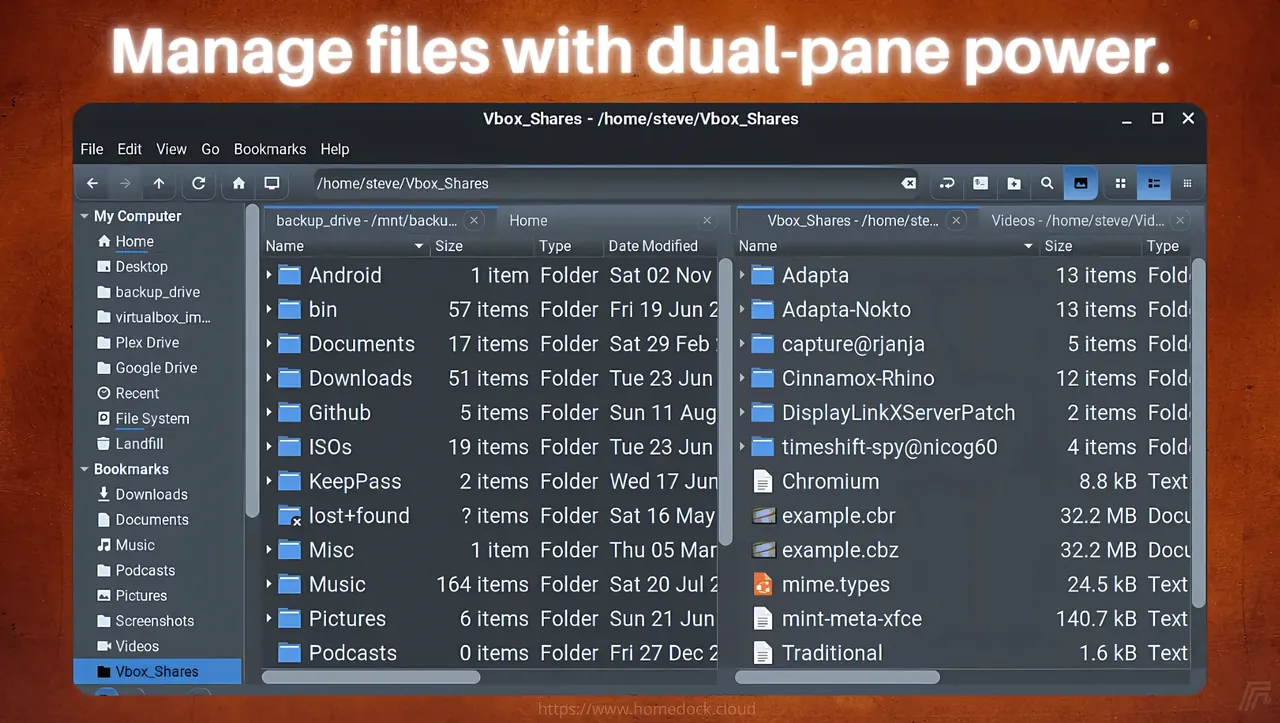 Manage files with dual-pane power.
Vbox_Shares - /home/steve/Vbox_Shares
File Edit View Go Bookmarks Help
/home/steve/Vbox_Shares
My Computer
Home
Desktop
backup_drive
virtualbox_im...
Plex Drive
Google Drive
Recent
File System
Landfill
Bookmarks
Downloads
Documents
Music
Podcasts
Pictures
Screenshots
Videos
Vbox_Shares
backup_drive - /mnt/backu... Home
Name Size Type Date Modified
Android 1 item Folder Sat 02 Nov
bin 57 items Folder Fri 19 Jun 2
Documents 17 items Folder Sat 29 Feb
Downloads 51 items Folder Tue 23 Jun
Github 5 items Folder Sun 11 Aug
ISOs 19 items Folder Tue 23 Jun
KeepPass 2 items Folder Wed 17 Jun
lost+found ? items Folder Sat 16 May
Misc 1 item Folder Thu 05 Mar
Music 164 items Folder Sat 20 Jul 2
Pictures 6 items Folder Sun 21 Jun
Podcasts 0 items Folder Fri 27 Dec 2
Vbox_Shares - /home/ste... Videos - /home/steve/Vid...
Name Size Type
Adapta 13 items Fold
Adapta-Nokto 13 items Fold
capture@rjanja 5 items Fold
Cinnamox-Rhino 12 items Fold
DisplayLinkXServerPatch 2 items Fold
timeshift-spy@nicog60 4 items Fold
Chromium 8.8 kB Text
example.cbr 32.2 MB Docu
example.cbz 32.2 MB Docu
mime.types 24.5 kB Text
mint-meta-xfce 140.7 kB Text
Traditional 1.6 kB Text
https://www.homedock.cloud